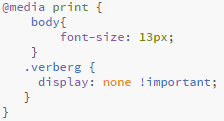 @media print {
    body{
        font-size: 13px;
    }
   .verberg {
     display: none !important;
   }
}